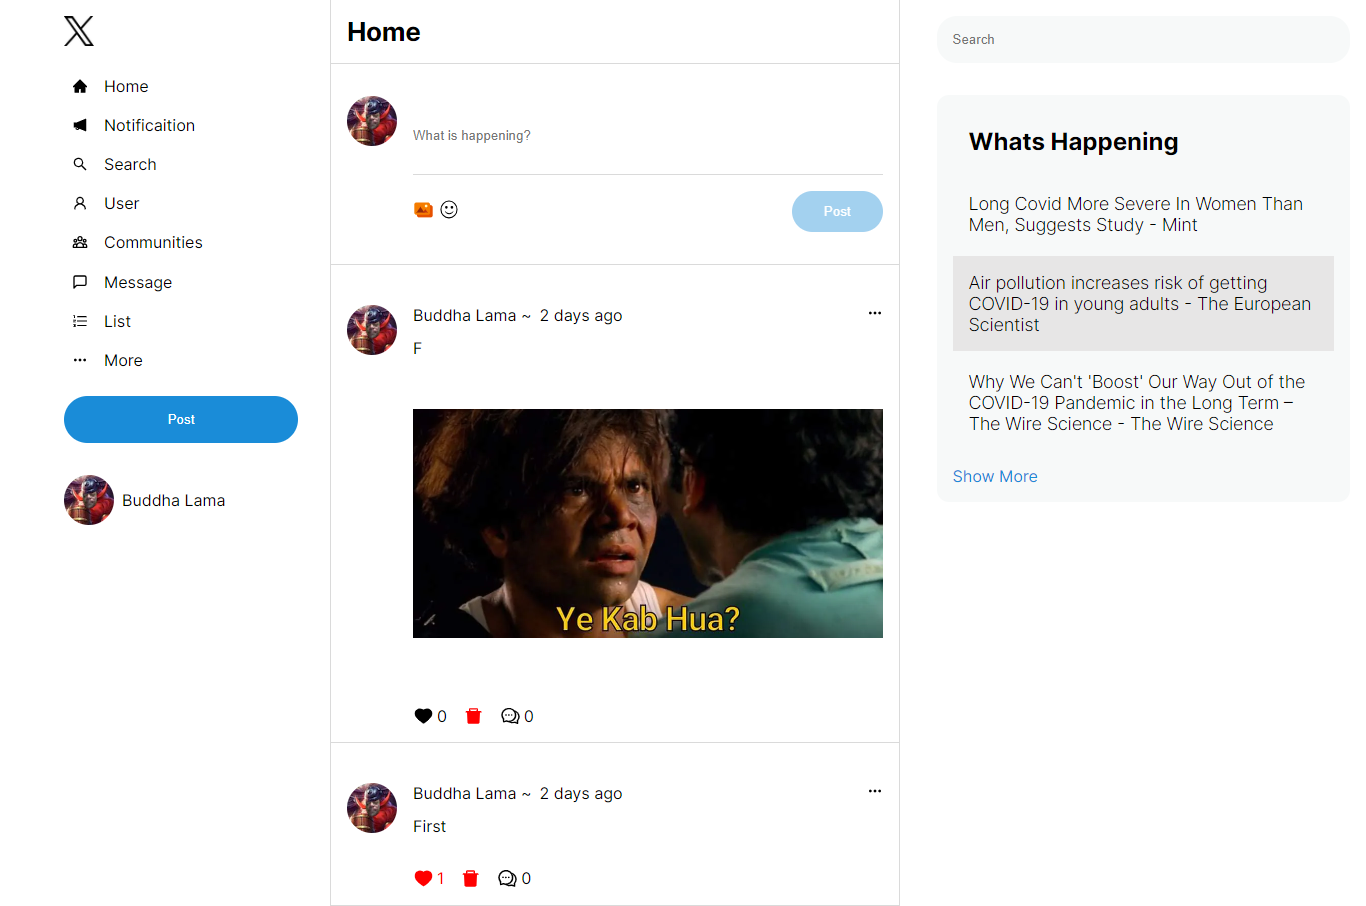 Home
Notificaition
Search
User
Communities
Message
List
More
Post
Buddha Lama
Home
What is happening?
Post
Buddha Lama ~ 2 days ago
F
Ye Kab Hua?
0 0
Buddha Lama ~ 2 days ago
First
1 0
Search
Whats Happening
Long Covid More Severe In Women Than
Men, Suggests Study - Mint
Air pollution increases risk of getting
COVID-19 in young adults - The European
Scientist
Why We Can't 'Boost' Our Way Out of the
COVID-19 Pandemic in the Long Term –
The Wire Science - The Wire Science
Show More